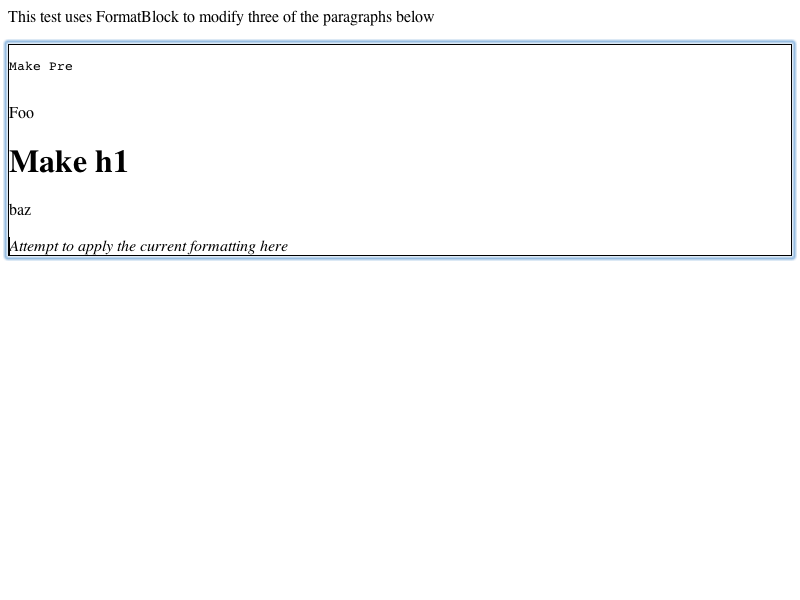 This test uses FormatBlock to modify three of the paragraphs below
Make Pre
Foo
Make h1
baz
Attempt to apply the current formatting here